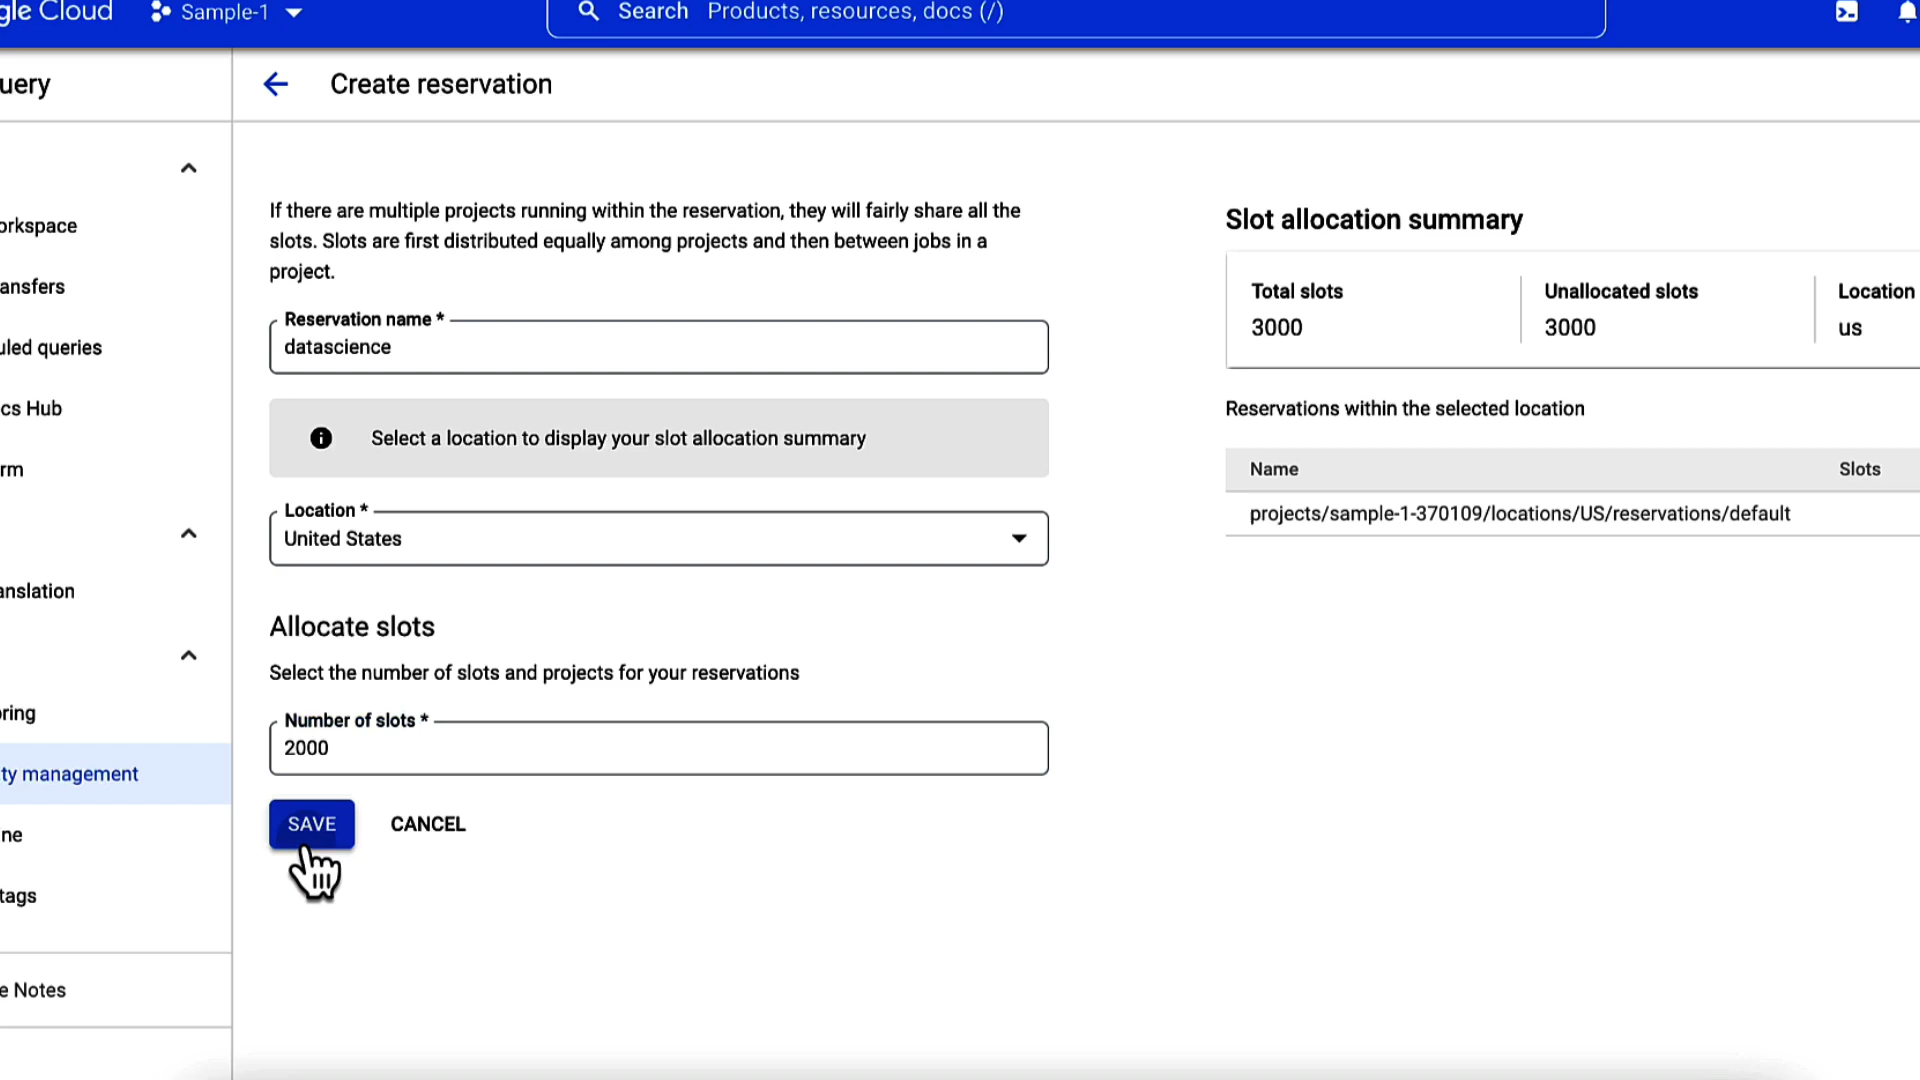 gle Cloud
Sample-1
Search Products, resources, docs (/)
uery
Create reservation
orkspace
ansfers
uled queries
cs Hub
rm
anslation
oring
ty management
ne
tags
e Notes
If there are multiple projects running within the reservation, they will fairly share all the
slots. Slots are first distributed equally among projects and then between jobs in a
project.
Reservation name *
datascience
Select a location to display your slot allocation summary
Location *
United States
Allocate slots
Select the number of slots and projects for your reservations
Number of slots *
2000
SAVE CANCEL
Slot allocation summary
Total slots Unallocated slots Location
3000 3000 us
Reservations within the selected location
Name Slots
projects/sample-1-370109/locations/US/reservations/default